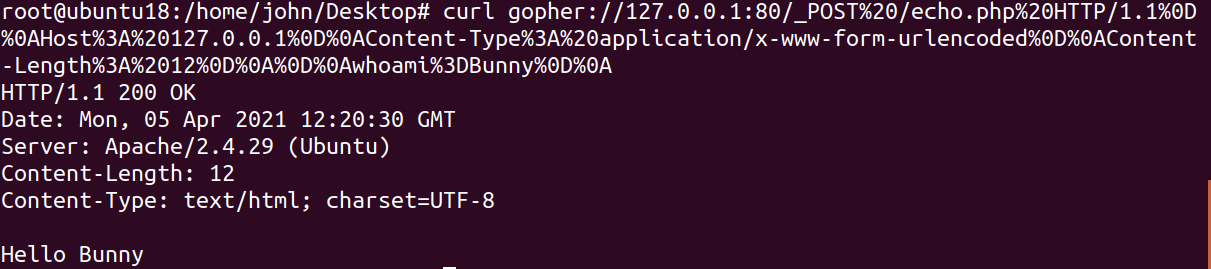 root@ubuntu18:/home/john/Desktop# curl gopher://127.0.0.1:80/_POST%20/echo.php%20HTTP/1.1%0D
%0AHost%3A%20127.0.0.1%0D%0AContent-Type%3A%20application/x-www-form-urlencoded%0D%0AContent
-Length%3A%2012%0D%0A%0D%0Awhoami%3DBunny%0D%0A
HTTP/1.1 200 OK
Date: Mon, 05 Apr 2021 12:20:30 GMT
Server: Apache/2.4.29 (Ubuntu)
Content-Length: 12
Content-Type: text/html; charset=UTF-8

Hello Bunny